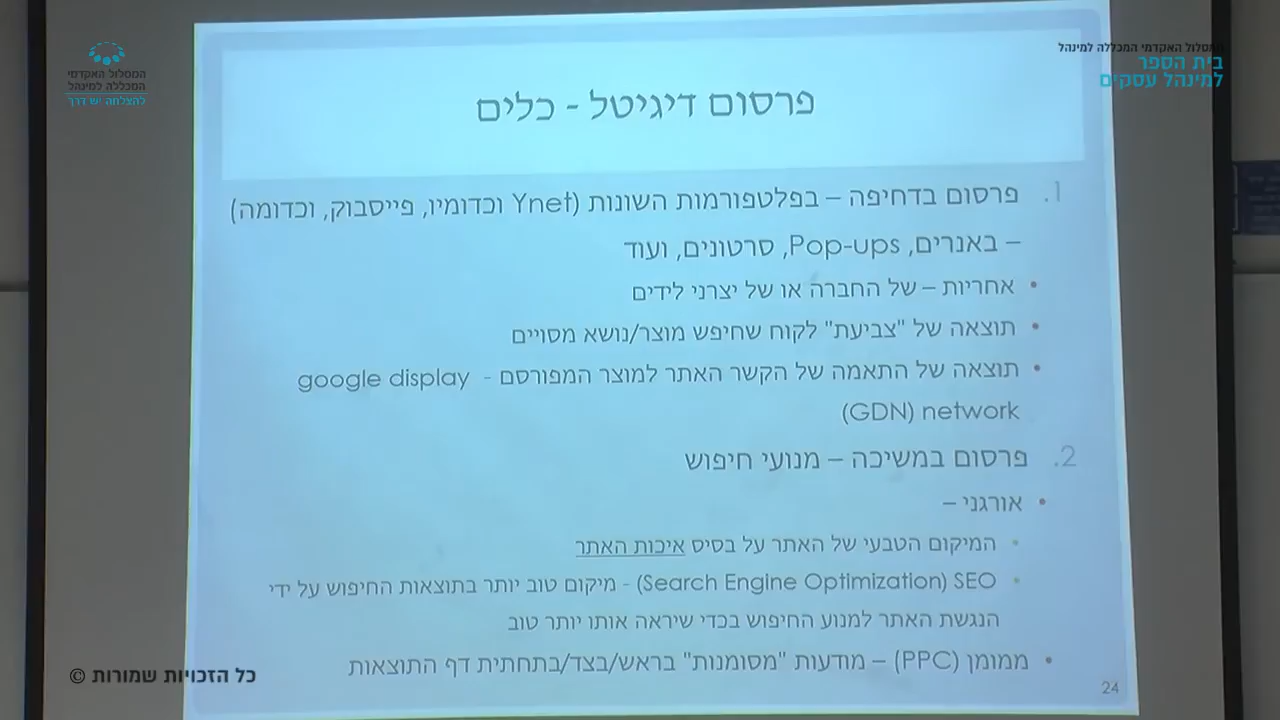 המסלול האקדמי
המכללה למינהל
להצלחה יש דרך
המסלול האקדמי המכללה למינהל
בית הספר
למינהל עסקים
פרסום דיגיטל - כלים
1. פרסום בדחיפה – בפלטפורמות השונות (Ynet וכדומיו, פייסבוק, וכדומה)
– באנרים, Pop-ups, סרטונים, ועוד
• אחריות – של החברה או של יצרני לידים
• תוצאה של "צביעת" לקוח שחיפש מוצר/נושא מסויים
• תוצאה של התאמה של הקשר האתר למוצר המפורסם - google display
network (GDN)
2. פרסום במשיכה – מנועי חיפוש
• אורגני –
• המיקום הטבעי של האתר על בסיס איכות האתר
• SEO (Search Engine Optimization) - מיקום טוב יותר בתוצאות החיפוש על ידי
הנגשת האתר למנוע החיפוש בכדי שיראה אותו יותר טוב
• ממומן (PPC) – מודעות "מסומנות" בראש/בצד/בתחתית דף התוצאות
24
כל הזכויות שמורות ©